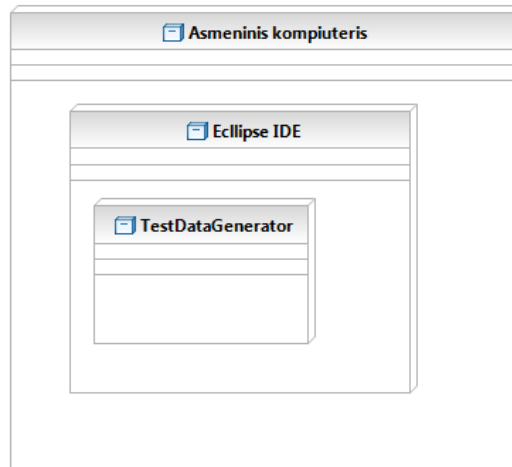 Asmeninis kompiuteris
Ecllipse IDE
TestDataGenerator